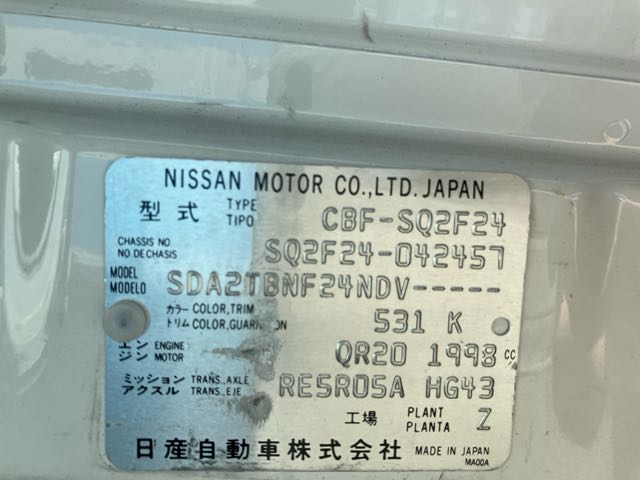 NISSAN MOTOR CO.,LTD. JAPAN
型式 TYPE TIPO CBF-SQ2F24
CHASSIS NO. NO DE CHASIS SQ2F24-042457
MODEL MODELO SDA2TBNF24NDV-----
カラー COLOR,TRIM
トリム COLOR,GUARNICION 531 K
エンジン ENGINE MOTOR QR20 1998 CC
ミッション TRANS.,AXLE
アクスル TRANS.,EJE RE5R05A HG43
工場 PLANT PLANTA Z
日産自動車株式会社 MADE IN JAPAN
MA00A